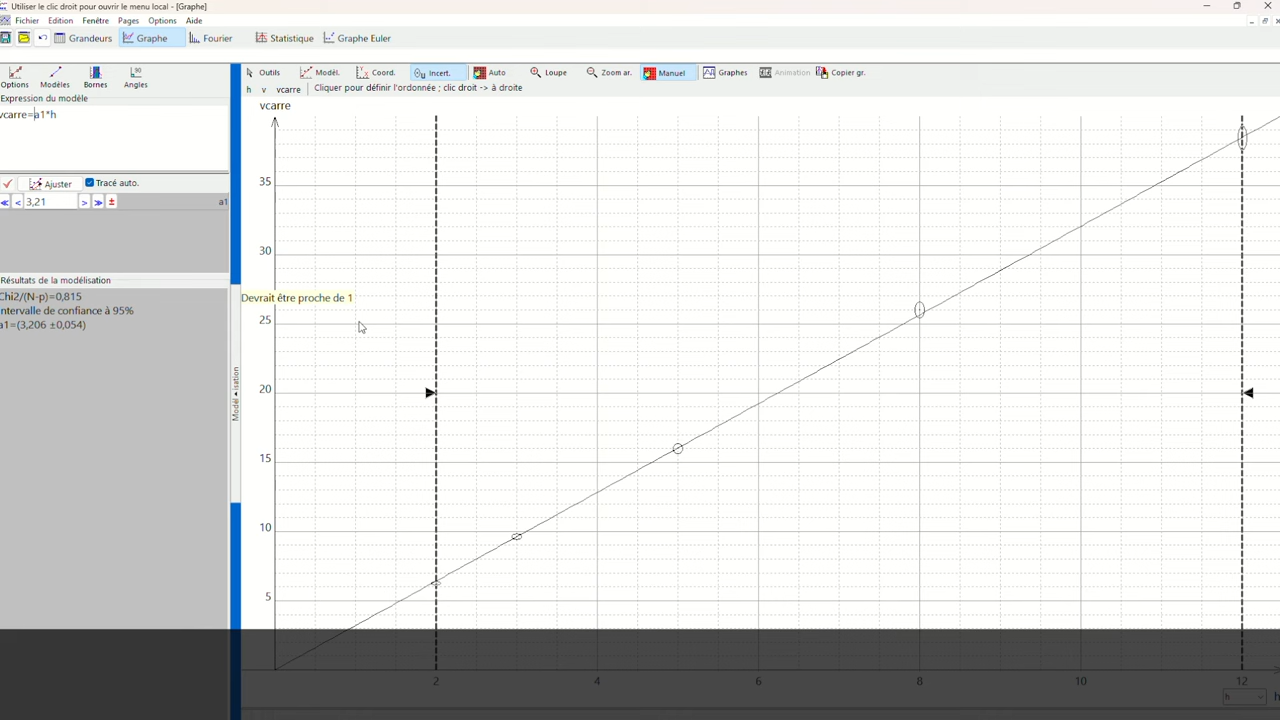 Utiliser le clic droit pour ouvrir le menu local - [Graphe]
Fichier Edition Fenêtre Pages Options Aide
Grandeurs Graphe Fourier Statistique Graphe Euler
Options Modèles Bornes Angles
Outils Modèl. Coord. Incert. Auto Loupe Zoom ar. Manuel Graphes Animation Copier gr.
h v vcarre Cliquer pour définir l'ordonnée ; clic droit -> à droite
Expression du modèle
vcarre=a1*h
Ajuster Tracé auto.
3,21 > ± a1
Résultats de la modélisation
Chi2/(N-p)=0,815
ntervalle de confiance à 95%
a1=(3,206 ±0,054)
Devrait être proche de 1
Modélisation
vcarre
35
30
25
20
15
10
5
2 4 6 8 10 12
h h